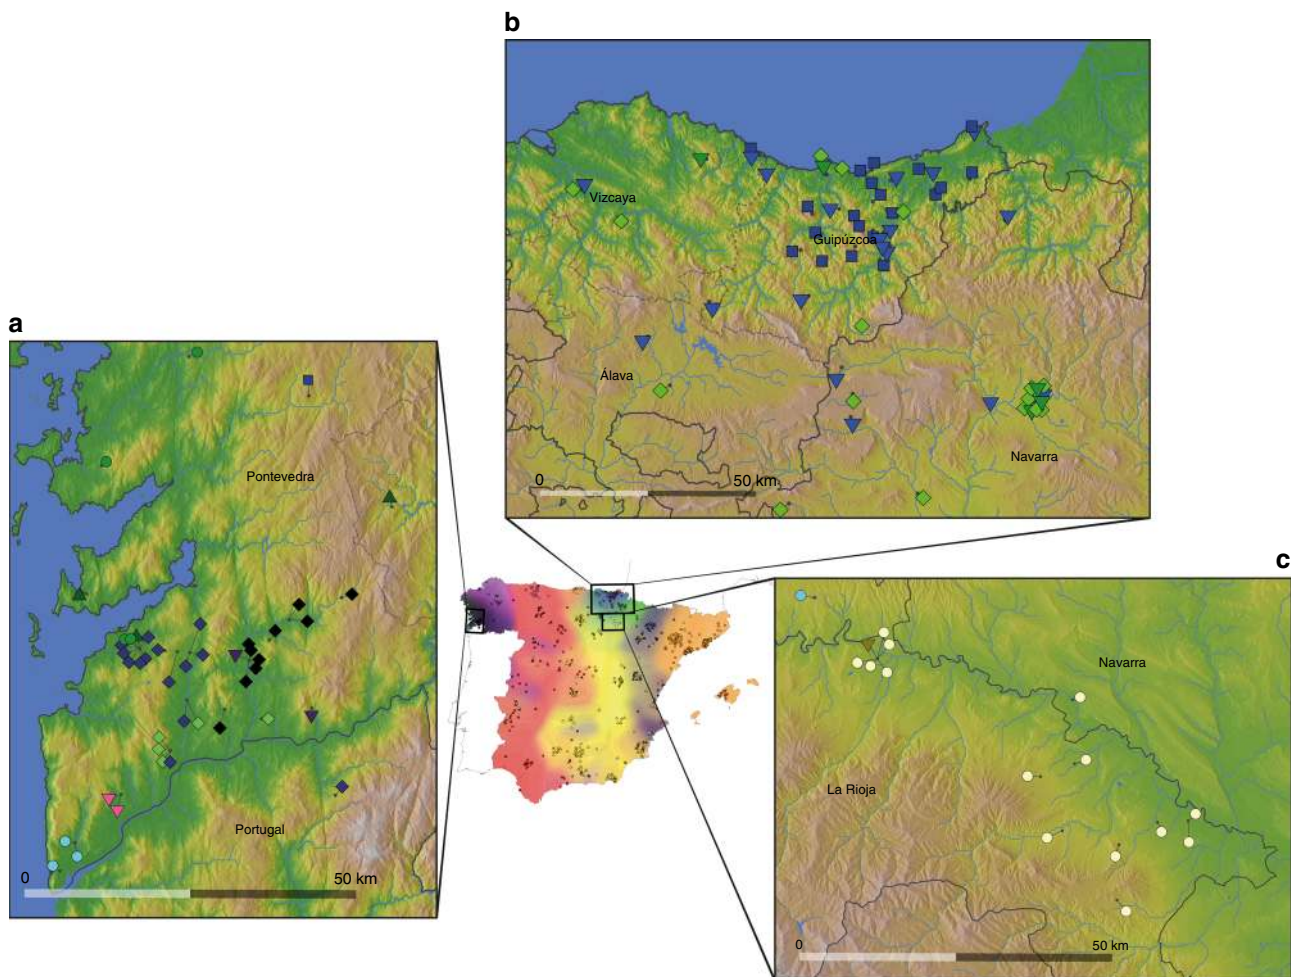 b
Vizcaya
Guipúzcoa
Álava
Navarra
0 50 km
a
Pontevedra
Portugal
0 50 km
c
Navarra
La Rioja
0 50 km